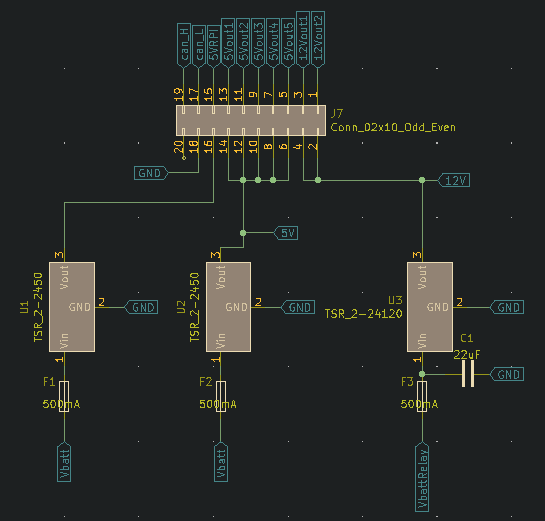 can_H
can_L
5VRPI
5Vout1
5Vout2
5Vout3
5Vout4
5Vout5
12Vout1
12Vout2
19 17 15 13 11 9 7 5 3 1
J7
Conn_02x10_Odd_Even
20 18 16 14 12 10 8 6 4 2
GND
12V
5V
3
Vout
U1
TSR_2-2450
GND
2
GND
Vin
1
3
Vout
U2
TSR_2-2450
GND
2
GND
Vin
1
3
Vout
U3
TSR_2-24120
GND
2
GND
Vin
1
C1
22uF
GND
F1
500mA
F2
500mA
F3
500mA
Vbatt
Vbatt
VbattRelay